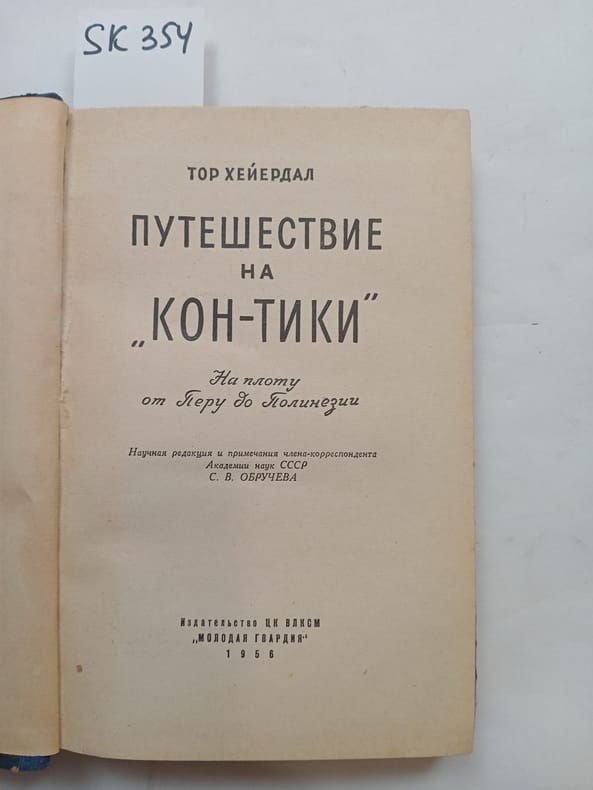 SK 354
ТОР ХЕЙЕРДАЛ
ПУТЕШЕСТВИЕ
НА
„КОН-ТИКИ“
На плоту
от Перу до Полинезии
Научная редакция и примечания члена-корреспондента
Академии наук СССР
С. В. ОБРУЧЕВА
Издательство ЦК ВЛКСМ
„МОЛОДАЯ ГВАРДИЯ“
1956